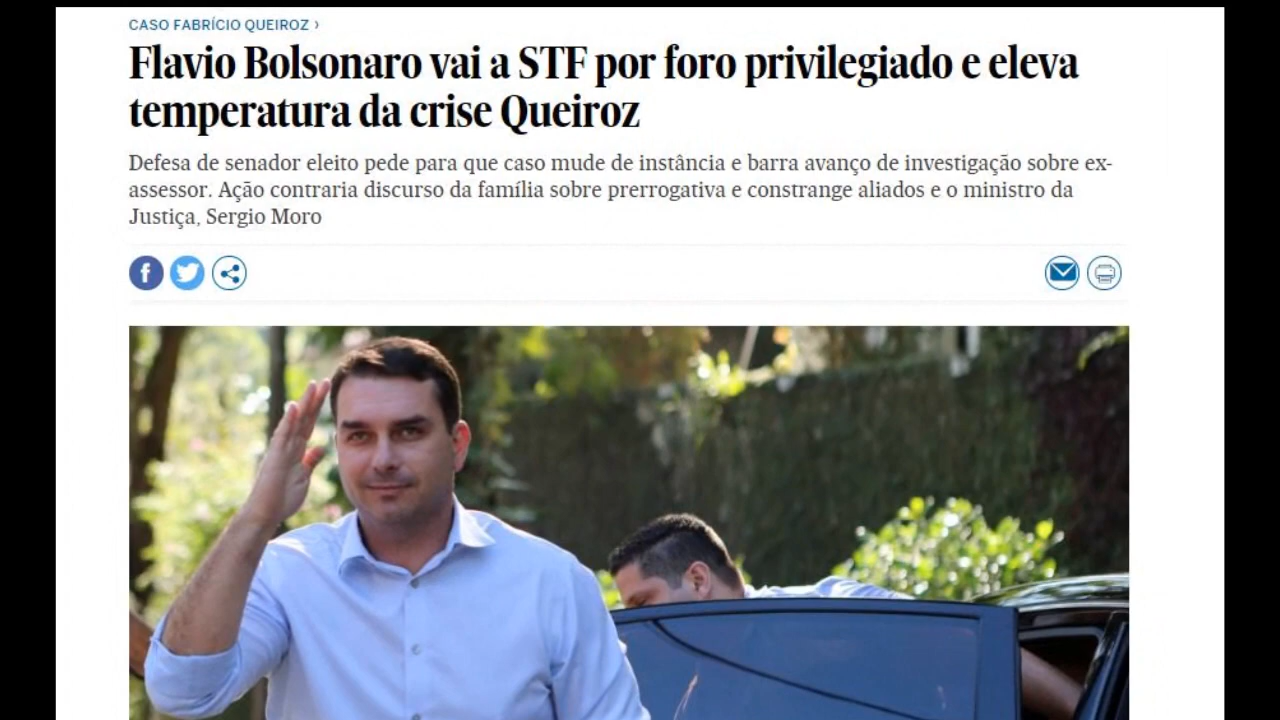 CASO FABRÍCIO QUEIROZ ›
Flavio Bolsonaro vai a STF por foro privilegiado e eleva
temperatura da crise Queiroz
Defesa de senador eleito pede para que caso mude de instância e barra avanço de investigação sobre ex-
assessor. Ação contraria discurso da família sobre prerrogativa e constrange aliados e o ministro da
Justiça, Sergio Moro